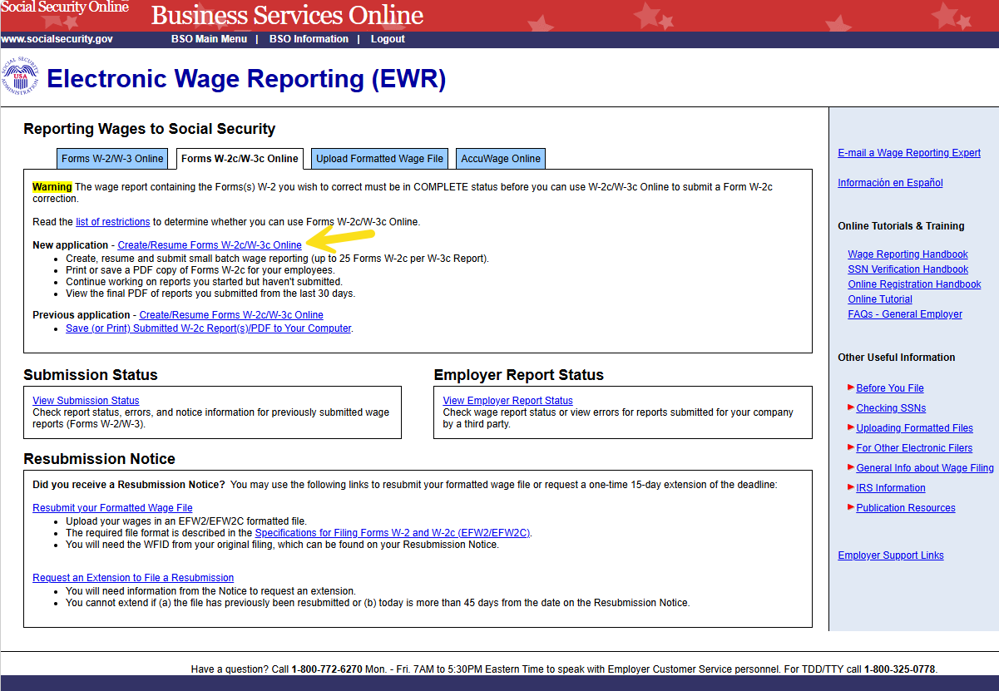 Social Security Online
Business Services Online
www.socialsecurity.gov
BSO Main Menu | BSO Information | Logout
SOCIAL SECURITY ADMINISTRATION
USA
Electronic Wage Reporting (EWR)
Reporting Wages to Social Security
Forms W-2/W-3 Online
Forms W-2c/W-3c Online
Upload Formatted Wage File
AccuWage Online
Warning The wage report containing the Forms(s) W-2 you wish to correct must be in COMPLETE status before you can use W-2c/W-3c Online to submit a Form W-2c
correction.
Read the list of restrictions to determine whether you can use Forms W-2c/W-3c Online.
New application - Create/Resume Forms W-2c/W-3c Online
• Create, resume and submit small batch wage reporting (up to 25 Forms W-2c per W-3c Report).
• Print or save a PDF copy of Forms W-2c for your employees.
• Continue working on reports you started but haven't submitted.
• View the final PDF of reports you submitted from the last 30 days.
Previous application - Create/Resume Forms W-2c/W-3c Online
• Save (or Print) Submitted W-2c Report(s)/PDF to Your Computer.
Submission Status
View Submission Status
Check report status, errors, and notice information for previously submitted wage
reports (Forms W-2/W-3).
Employer Report Status
View Employer Report Status
Check wage report status or view errors for reports submitted for your company
by a third party.
Resubmission Notice
Did you receive a Resubmission Notice? You may use the following links to resubmit your formatted wage file or request a one-time 15-day extension of the deadline:
Resubmit your Formatted Wage File
• Upload your wages in an EFW2/EFW2C formatted file.
• The required file format is described in the Specifications for Filing Forms W-2 and W-2c (EFW2/EFW2C).
• You will need the WFID from your original filing, which can be found on your Resubmission Notice.
Request an Extension to File a Resubmission
• You will need information from the Notice to request an extension.
• You cannot extend if (a) the file has previously been resubmitted or (b) today is more than 45 days from the date on the Resubmission Notice.
E-mail a Wage Reporting Expert
Información en Español
Online Tutorials & Training
Wage Reporting Handbook
SSN Verification Handbook
Online Registration Handbook
Online Tutorial
FAQs - General Employer
Other Useful Information
Before You File
Checking SSNs
Uploading Formatted Files
For Other Electronic Filers
General Info about Wage Filing
IRS Information
Publication Resources
Employer Support Links
Have a question? Call 1-800-772-6270 Mon. - Fri. 7AM to 5:30PM Eastern Time to speak with Employer Customer Service personnel. For TDD/TTY call 1-800-325-0778.